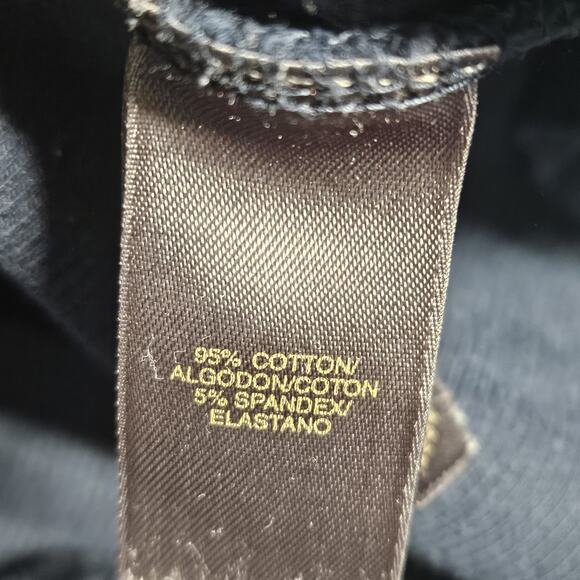 95% COTTON/
ALGODON/COTON
5% SPANDEX/
ELASTANO